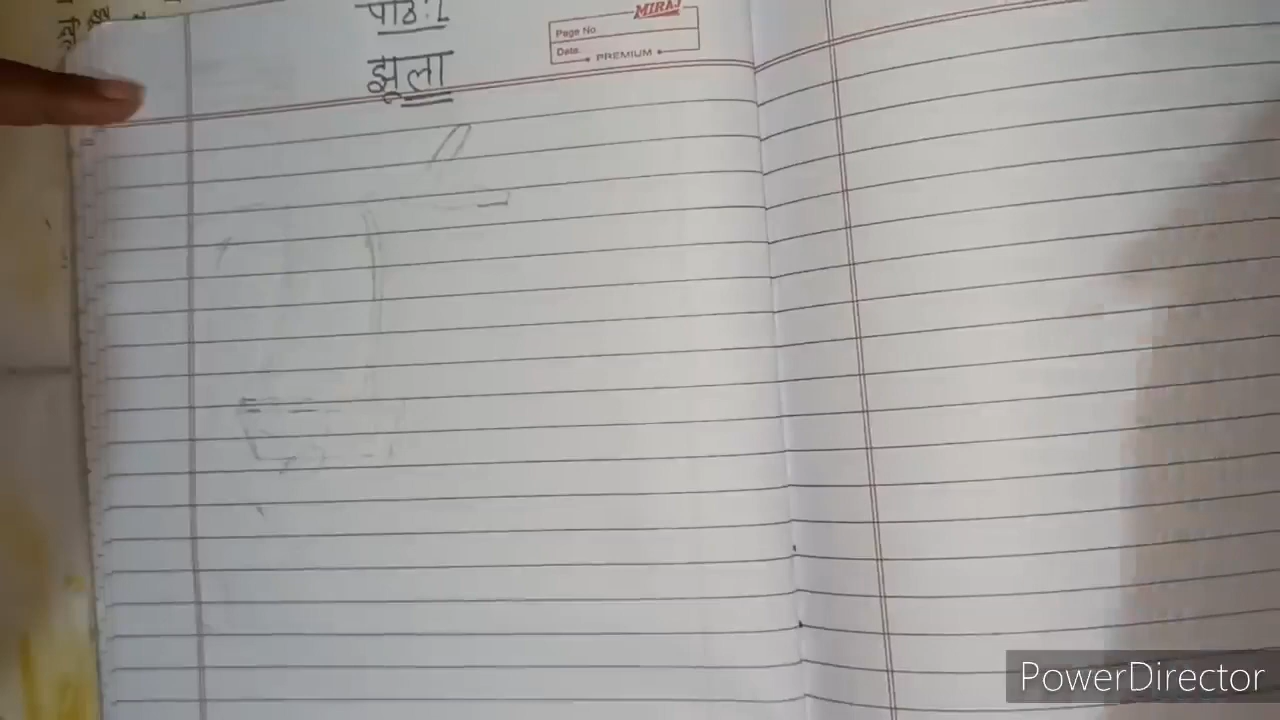 पाठ:1
झूला
MIRAJ
Page No.
Date:
PREMIUM
PowerDirector